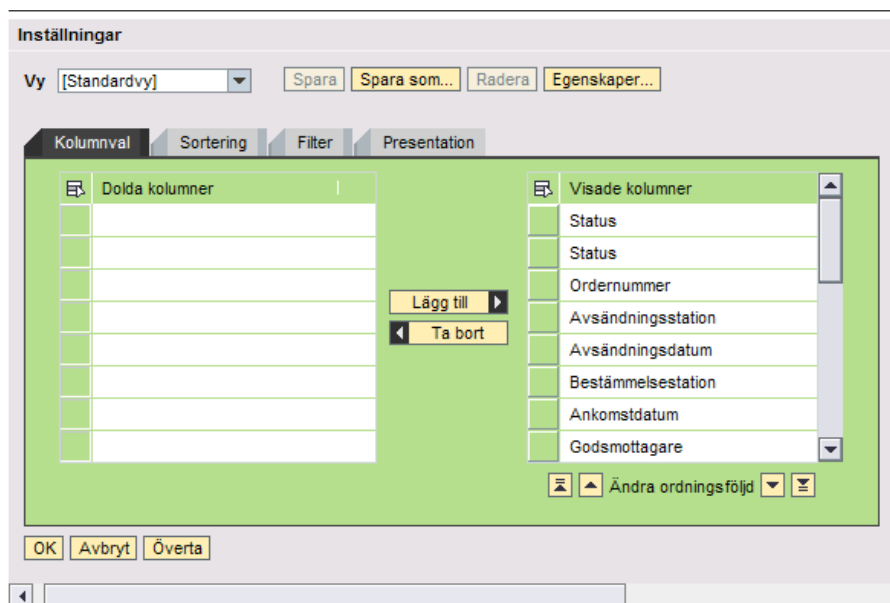 Inställningar
Vy [Standardvy] Spara Spara som... Radera Egenskaper...
Kolumnval Sortering Filter Presentation
Dolda kolumner
Visade kolumner
Status
Status
Ordernummer
Avsändningsstation
Avsändningsdatum
Bestämmelsestation
Ankomstdatum
Godsmottagare
Lägg till
Ta bort
Ändra ordningsföljd
OK Avbryt Överta